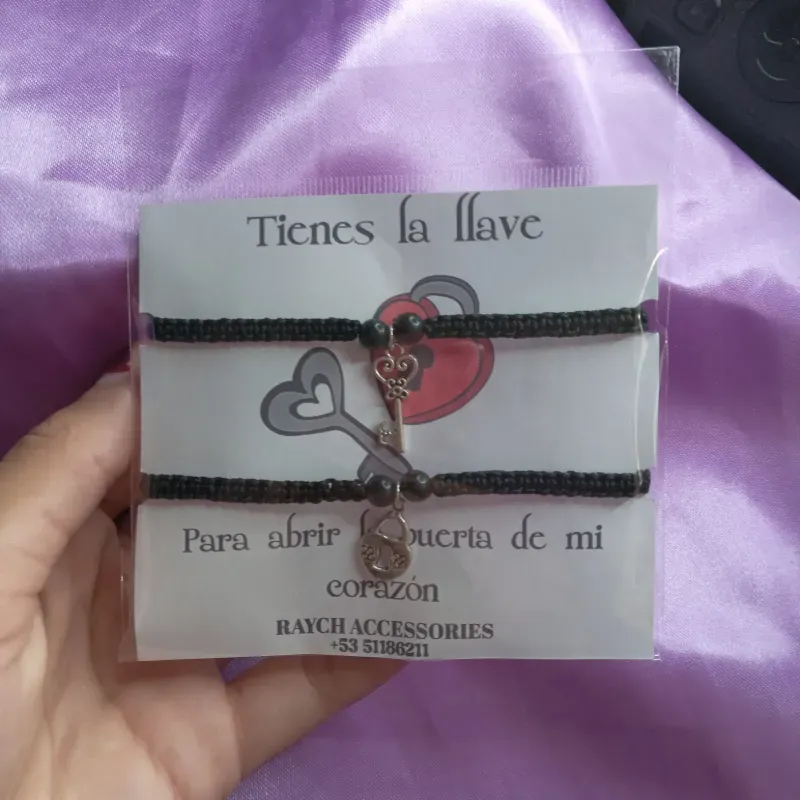 Tienes la llave
Para abrir puerta de mi
corazón
RAYCH ACCESSORIES
+53 51186211